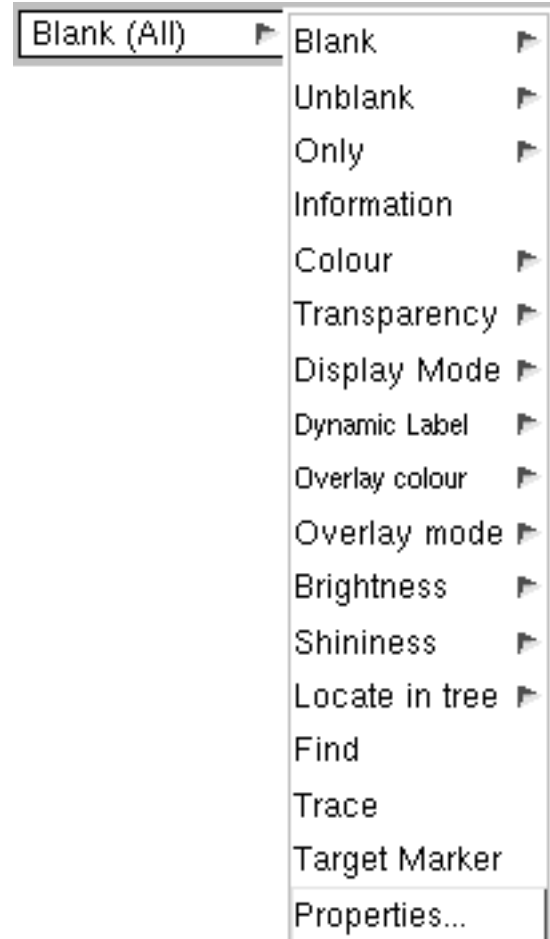 Blank (All)
Blank
Unblank
Only
Information
Colour
Transparency
Display Mode
Dynamic Label
Overlay colour
Overlay mode
Brightness
Shininess
Locate in tree
Find
Trace
Target Marker
Properties...